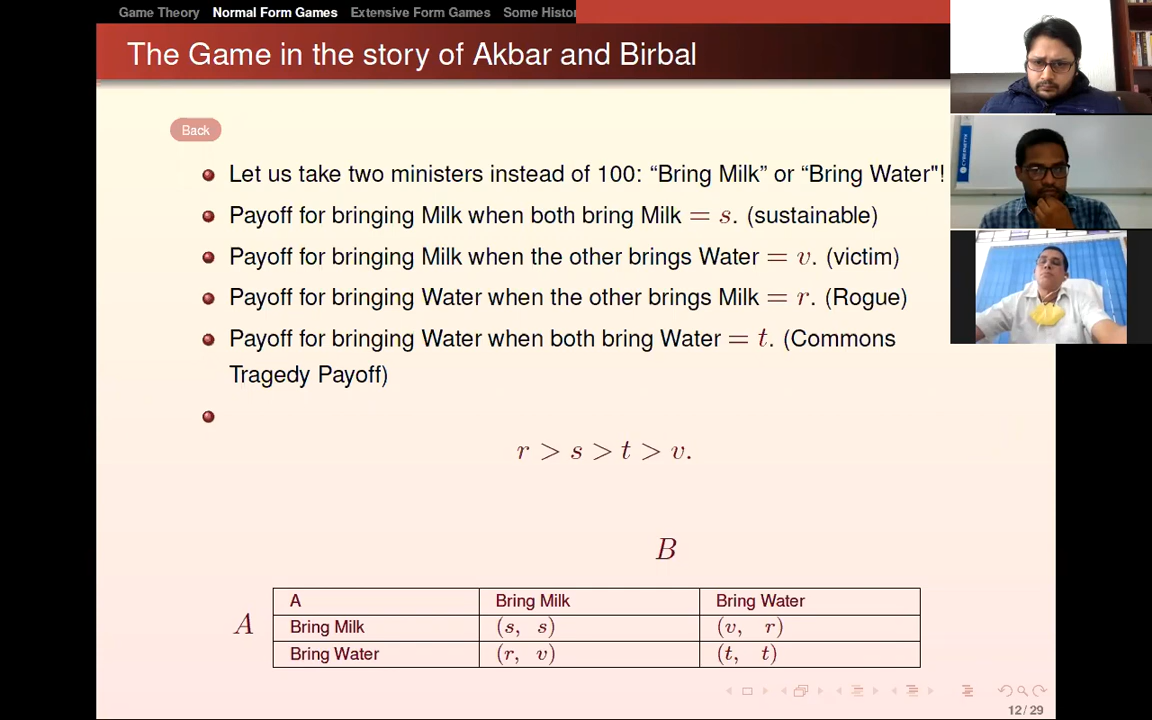 Game Theory Normal Form Games Extensive Form Games Some Histo
The Game in the story of Akbar and Birbal
Back
Let us take two ministers instead of 100: “Bring Milk” or “Bring Water"!
Payoff for bringing Milk when both bring Milk = s. (sustainable)
Payoff for bringing Milk when the other brings Water = v. (victim)
Payoff for bringing Water when the other brings Milk = r. (Rogue)
Payoff for bringing Water when both bring Water = t. (Commons
Tragedy Payoff)
r > s > t > v.
B
A
A Bring Milk Bring Water
Bring Milk (s, s) (v, r)
Bring Water (r, v) (t, t)
12 / 29